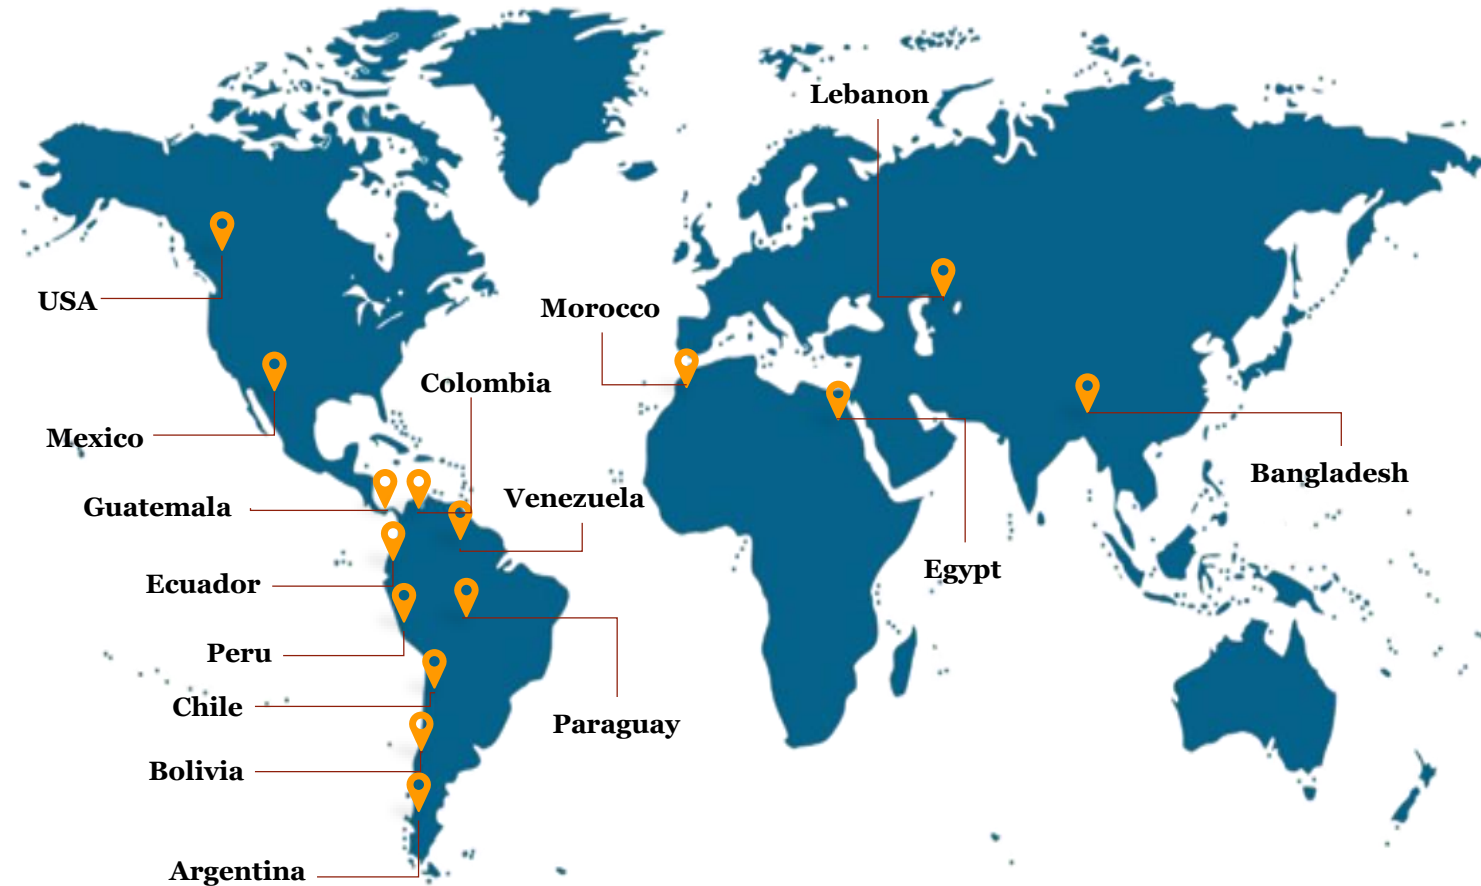 Lebanon
USA
Morocco
Colombia
Mexico
Bangladesh
Venezuela
Guatemala
Egypt
Ecuador
Peru
Chile
Paraguay
Bolivia
Argentina